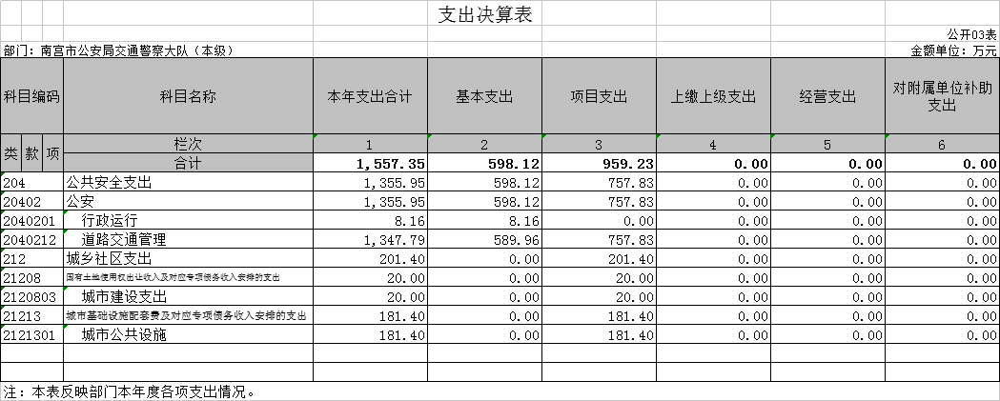 支出决算表
公开03表
部门：南宫市公安局交通警察大队（本级） 金额单位：万元
科目编码 科目名称 本年支出合计 基本支出 项目支出 上缴上级支出 经营支出 对附属单位补助
支出
类 款 项 栏次 1 2 3 4 5 6
合计 1,557.35 598.12 959.23 0.00 0.00 0.00
204 公共安全支出 1,355.95 598.12 757.83 0.00 0.00 0.00
20402 公安 1,355.95 598.12 757.83 0.00 0.00 0.00
2040201 行政运行 8.16 8.16 0.00 0.00 0.00 0.00
2040212 道路交通管理 1,347.79 589.96 757.83 0.00 0.00 0.00
212 城乡社区支出 201.40 0.00 201.40 0.00 0.00 0.00
21208 国有土地使用权出让收入及对应专项债务收入安排的支出 20.00 0.00 20.00 0.00 0.00 0.00
2120803 城市建设支出 20.00 0.00 20.00 0.00 0.00 0.00
21213 城市基础设施配套费及对应专项债务收入安排的支出 181.40 0.00 181.40 0.00 0.00 0.00
2121301 城市公共设施 181.40 0.00 181.40 0.00 0.00 0.00
注：本表反映部门本年度各项支出情况。